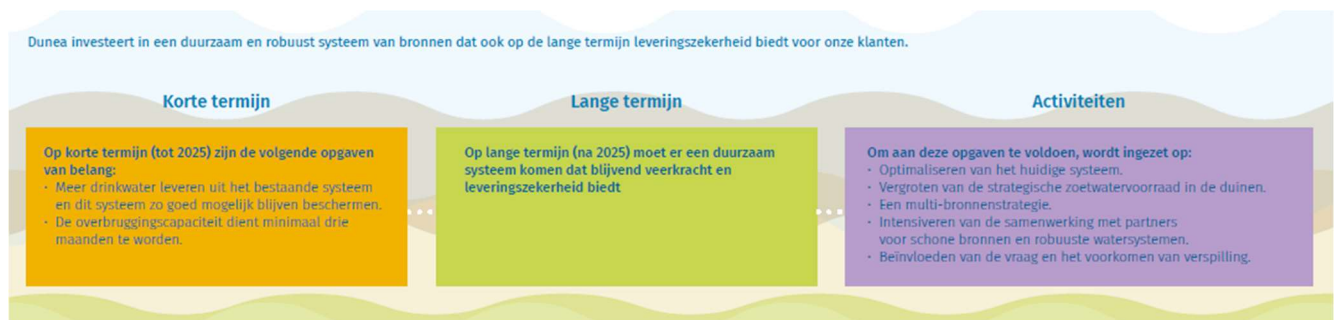 Dunea investeert in een duurzaam en robuust systeem van bronnen dat ook op de lange termijn leveringszekerheid biedt voor onze klanten.
Korte termijn
Op korte termijn (tot 2025) zijn de volgende opgaven
van belang:
· Meer drinkwater leveren uit het bestaande systeem
en dit systeem zo goed mogelijk blijven beschermen.
· De overbruggingscapaciteit dient minimaal drie
maanden te worden.
Lange termijn
Op lange termijn (na 2025) moet er een duurzaam
systeem komen dat blijvend veerkracht en
leveringszekerheid biedt
Activiteiten
Om aan deze opgaven te voldoen, wordt ingezet op:
· Optimaliseren van het huidige systeem.
· Vergroten van de strategische zoetwatervoorraad in de duinen.
· Een multi-bronnenstrategie.
· Intensiveren van de samenwerking met partners
voor schone bronnen en robuuste watersystemen.
· Beïnvloeden van de vraag en het voorkomen van verspilling.